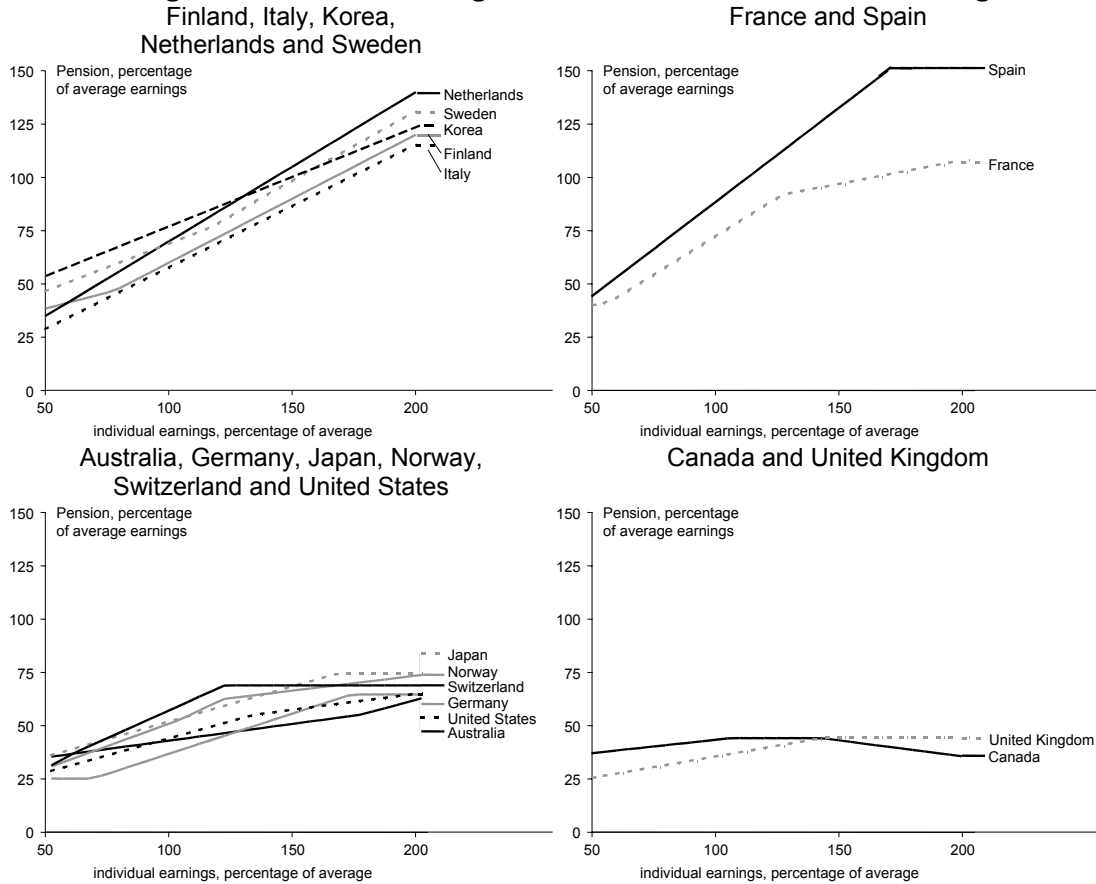 Finland, Italy, Korea,
Netherlands and Sweden
Pension, percentage
of average earnings
150
125
100
75
50
25
0
Netherlands
Sweden
Korea
Finland
Italy
50
100
150
200
individual earnings, percentage of average
France and Spain
Pension, percentage
of average earnings
150
125
100
75
50
25
0
Spain
France
50
100
150
200
individual earnings, percentage of average
Australia, Germany, Japan, Norway,
Switzerland and United States
Pension, percentage
of average earnings
150
125
100
75
50
25
0
Japan
Norway
Switzerland
Germany
United States
Australia
50
100
150
200
individual earnings, percentage of average
Canada and United Kingdom
Pension, percentage
of average earnings
150
125
100
75
50
25
0
United Kingdom
Canada
50
100
150
200
individual earnings, percentage of average